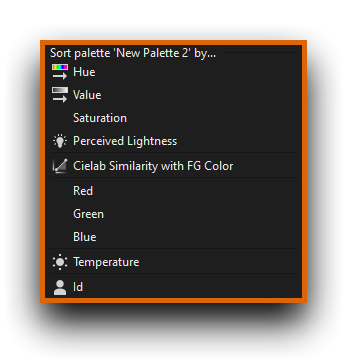 Sort palette 'New Palette 2' by...
Hue
Value
Saturation
Perceived Lightness
Cielab Similarity with FG Color
Red
Green
Blue
Temperature
Id